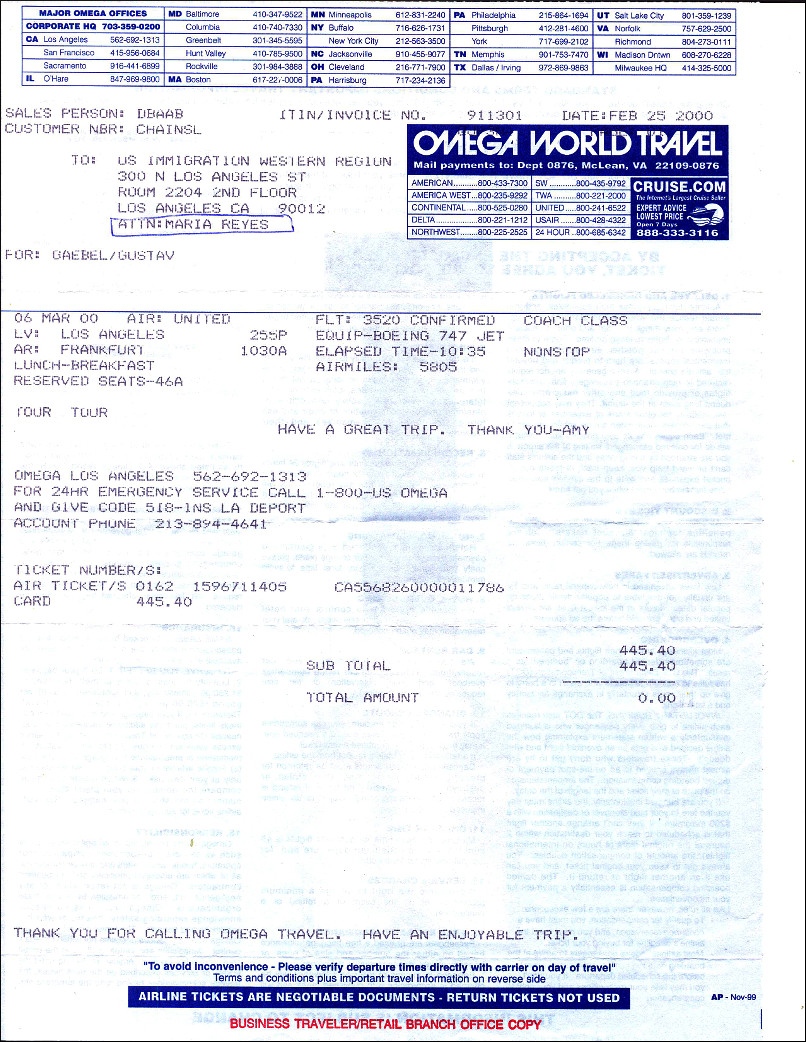 MAJOR OMEGA OFFICES
CORPORATE HQ 703-359-0200
CA Los Angeles 562-692-1313
San Francisco 415-956-0684
Sacramento 916-441-6899
IL O'Hare 847-969-9800
MD Baltimore 410-347-9522
Columbia 410-740-7330
Greenbelt 301-345-5595
Hunt Valley 410-785-9500
Rockville 301-984-3888
MA Boston 617-227-0006
MN Minneapolis 612-831-2240
NY Buffalo 716-626-1731
New York City 212-563-3500
NC Jacksonville 910-455-9077
OH Cleveland 216-771-7900
PA Harrisburg 717-234-2136
PA Philadelphia 215-864-1694
Pittsburgh 412-281-4600
York 717-699-2102
TN Memphis 901-753-7470
TX Dallas / Irving 972-869-9863
UT Salt Lake City 801-359-1239
VA Norfolk 757-629-2500
Richmond 804-273-0111
WI Madison Dntwn 608-270-6228
Milwaukee HQ 414-325-5000
SALES PERSON: DBAAB ITIN/INVOICE NO. 911301 DATE:FEB 25 2000
CUSTOMER NBR: CHAINSL
OMEGA WORLD TRAVEL
Mail payments to: Dept 0876, McLean, VA 22109-0876
AMERICAN..........800-433-7300 SW ...........800-435-9792
AMERICA WEST...800-235-9292 TWA .........800-221-2000
CONTINENTAL ....800-525-0280 UNITED.....800-241-6522
DELTA ................800-221-1212 USAIR ......800-428-4322
NORTHWEST......800-225-2525 24 HOUR ..800-685-6342
CRUISE.COM
The Internet's Largest Cruise Seller
EXPERT ADVICE
LOWEST PRICE
Open 7 Days
888-333-3116
TO: US IMMIGRATION WESTERN REGIUN
300 N LOS ANGELES ST
ROOM 2204 2ND FLOOR
LOS ANGELES CA 90012
ATTN:MARIA REYES
FOR: GAEBEL/GUSTAV
06 MAR 00 AIR: UNITED FLT: 3520 CONFIRMED COACH CLASS
LV: LOS ANGELES 255P EQUIP-BOEING 747 JET
AR: FRANKFURT 1030A ELAPSED TIME-10:35 NONSTOP
LUNCH-BREAKFAST AIRMILES: 5805
RESERVED SEATS-46A
TOUR TOUR
HAVE A GREAT TRIP. THANK YOU-AMY
OMEGA LOS ANGELES 562-692-1313
FOR 24HR EMERGENCY SERVICE CALL 1-800-US OMEGA
AND GIVE CODE 5I8-INS LA DEPORT
ACCOUNT PHONE 213-894-4641
TICKET NUMBER/S:
AIR TICKET/S 0162 1596711405 CA5568260000011786
CARD 445.40
445.40
SUB TOTAL 445.40
TOTAL AMOUNT 0.00
THANK YOU FOR CALLING OMEGA TRAVEL. HAVE AN ENJOYABLE TRIP.
"To avoid inconvenience - Please verify departure times directly with carrier on day of travel"
Terms and conditions plus important travel information on reverse side
AIRLINE TICKETS ARE NEGOTIABLE DOCUMENTS - RETURN TICKETS NOT USED
AP - Nov-99
BUSINESS TRAVELER/RETAIL BRANCH OFFICE COPY